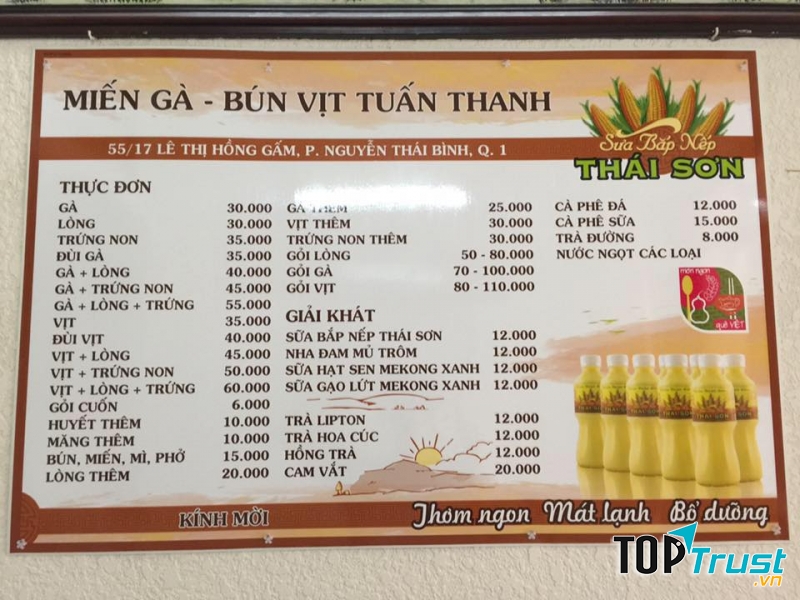 MIẾN GÀ - BÚN VỊT TUẤN THANH
Sữa Bắp Nếp
THÁI SƠN
55/17 LÊ THỊ HỒNG GẤM, P. NGUYỄN THÁI BÌNH, Q. 1
THỰC ĐƠN
GÀ 30.000
LÒNG 30.000
TRỨNG NON 35.000
ĐÙI GÀ 35.000
GÀ + LÒNG 40.000
GÀ + TRỨNG NON 45.000
GÀ + LÒNG + TRỨNG 55.000
VỊT 35.000
ĐÙI VỊT 40.000
VỊT + LÒNG 45.000
VỊT + TRỨNG NON 50.000
VỊT + LÒNG + TRỨNG 60.000
GỎI CUỐN 6.000
HUYẾT THÊM 10.000
MĂNG THÊM 10.000
BÚN, MIẾN, MÌ, PHỞ 15.000
LÒNG THÊM 20.000
GÀ THÊM 25.000
VỊT THÊM 30.000
TRỨNG NON THÊM 30.000
GỎI LÒNG 50 - 80.000
GỎI GÀ 70 - 100.000
GỎI VỊT 80 - 110.000
GIẢI KHÁT
SỮA BẮP NẾP THÁI SƠN 12.000
NHA ĐAM MỦ TRÔM 12.000
SỮA HẠT SEN MEKONG XANH 12.000
SỮA GẠO LỨT MEKONG XANH 12.000
TRÀ LIPTON 12.000
TRÀ HOA CÚC 12.000
HỒNG TRÀ 12.000
CAM VẮT 20.000
CÀ PHÊ ĐÁ 12.000
CÀ PHÊ SỮA 15.000
TRÀ ĐƯỜNG 8.000
NƯỚC NGỌT CÁC LOẠI
món ngon
quê VIỆT
THÁI SƠN
KÍNH MỜI
Thơm ngon Mát lạnh Bổ dưỡng
TOPTrust.vn